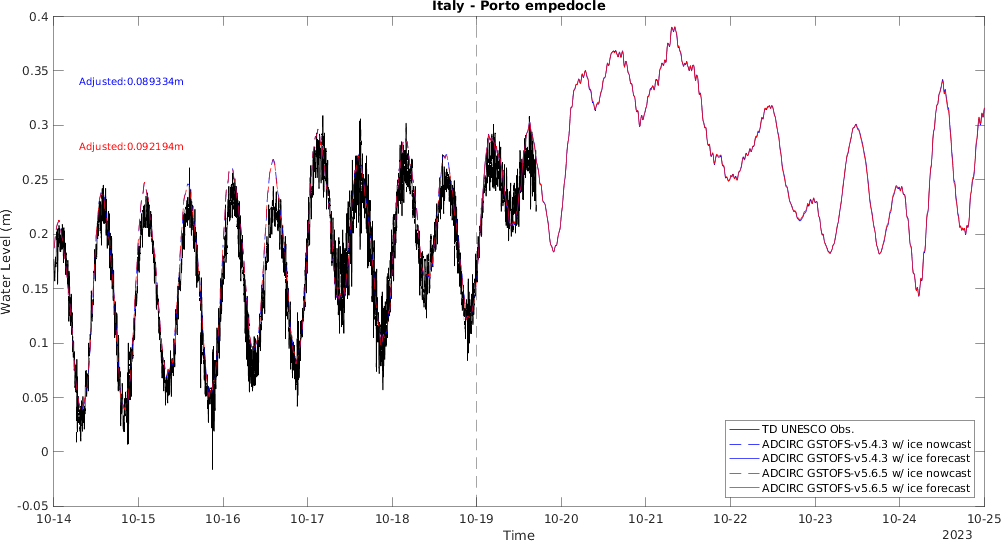 Italy - Porto empedocle
0.4
0.35
0.3
0.25
0.2
0.15
0.1
0.05
0
-0.05
Water Level (m)
Adjusted:0.089334m
Adjusted:0.092194m
TD UNESCO Obs.
ADCIRC GSTOFS-v5.4.3 w/ ice nowcast
ADCIRC GSTOFS-v5.4.3 w/ ice forecast
ADCIRC GSTOFS-v5.6.5 w/ ice nowcast
ADCIRC GSTOFS-v5.6.5 w/ ice forecast
10-14 10-15 10-16 10-17 10-18 10-19 10-20 10-21 10-22 10-23 10-24 10-25
Time
2023